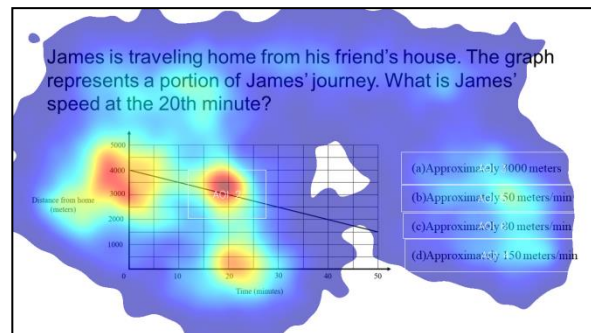 James is traveling home from his friend's house. The graph
represents a portion of James' journey. What is James'
speed at the 20th minute?
5000
4000
3000
2000
1000
0
0
10
20
30
40
50
Distance from home
(meters)
Time (minutes)
(a)Approximately 4000 meters
(b)Approximately 50 meters/min
(c)Approximately 80 meters/min
(d)Approximately 150 meters/min